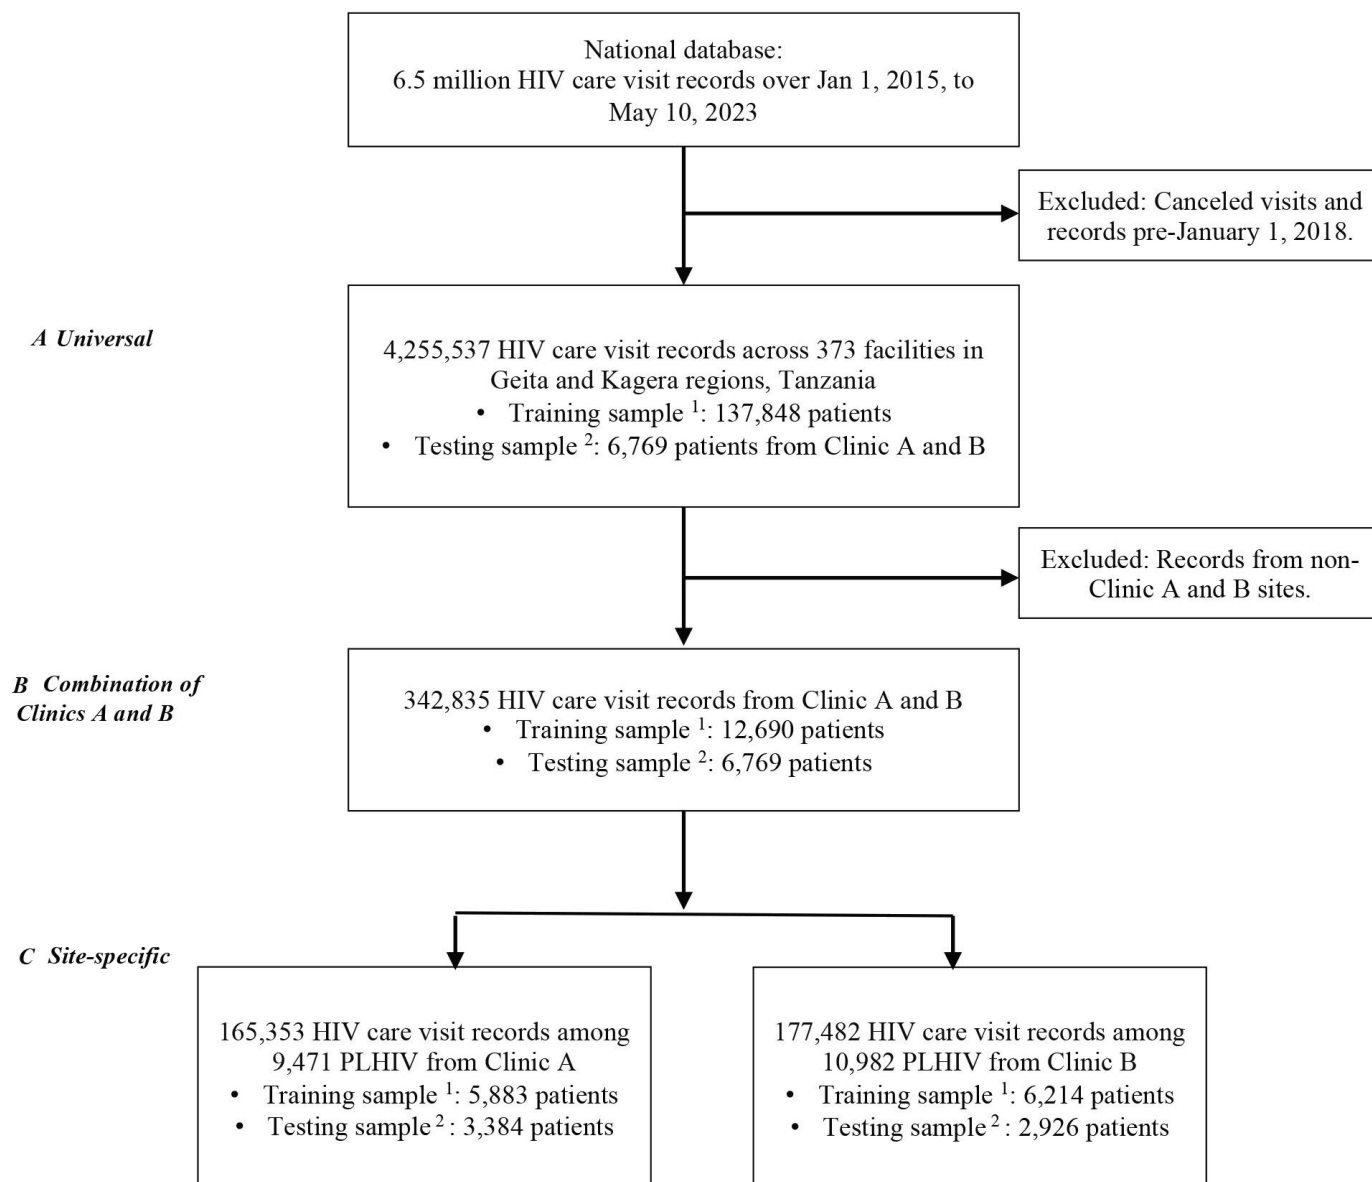 National database:
6.5 million HIV care visit records over Jan 1, 2015, to
May 10, 2023
Excluded: Canceled visits and
records pre-January 1, 2018.
A Universal
4,255,537 HIV care visit records across 373 facilities in
Geita and Kagera regions, Tanzania
• Training sample ¹: 137,848 patients
• Testing sample ²: 6,769 patients from Clinic A and B
Excluded: Records from non-
Clinic A and B sites.
B Combination of
Clinics A and B
342,835 HIV care visit records from Clinic A and B
• Training sample ¹: 12,690 patients
• Testing sample ²: 6,769 patients
C Site-specific
165,353 HIV care visit records among
9,471 PLHIV from Clinic A
• Training sample ¹: 5,883 patients
• Testing sample ² : 3,384 patients
177,482 HIV care visit records among
10,982 PLHIV from Clinic B
• Training sample ¹: 6,214 patients
• Testing sample ² : 2,926 patients